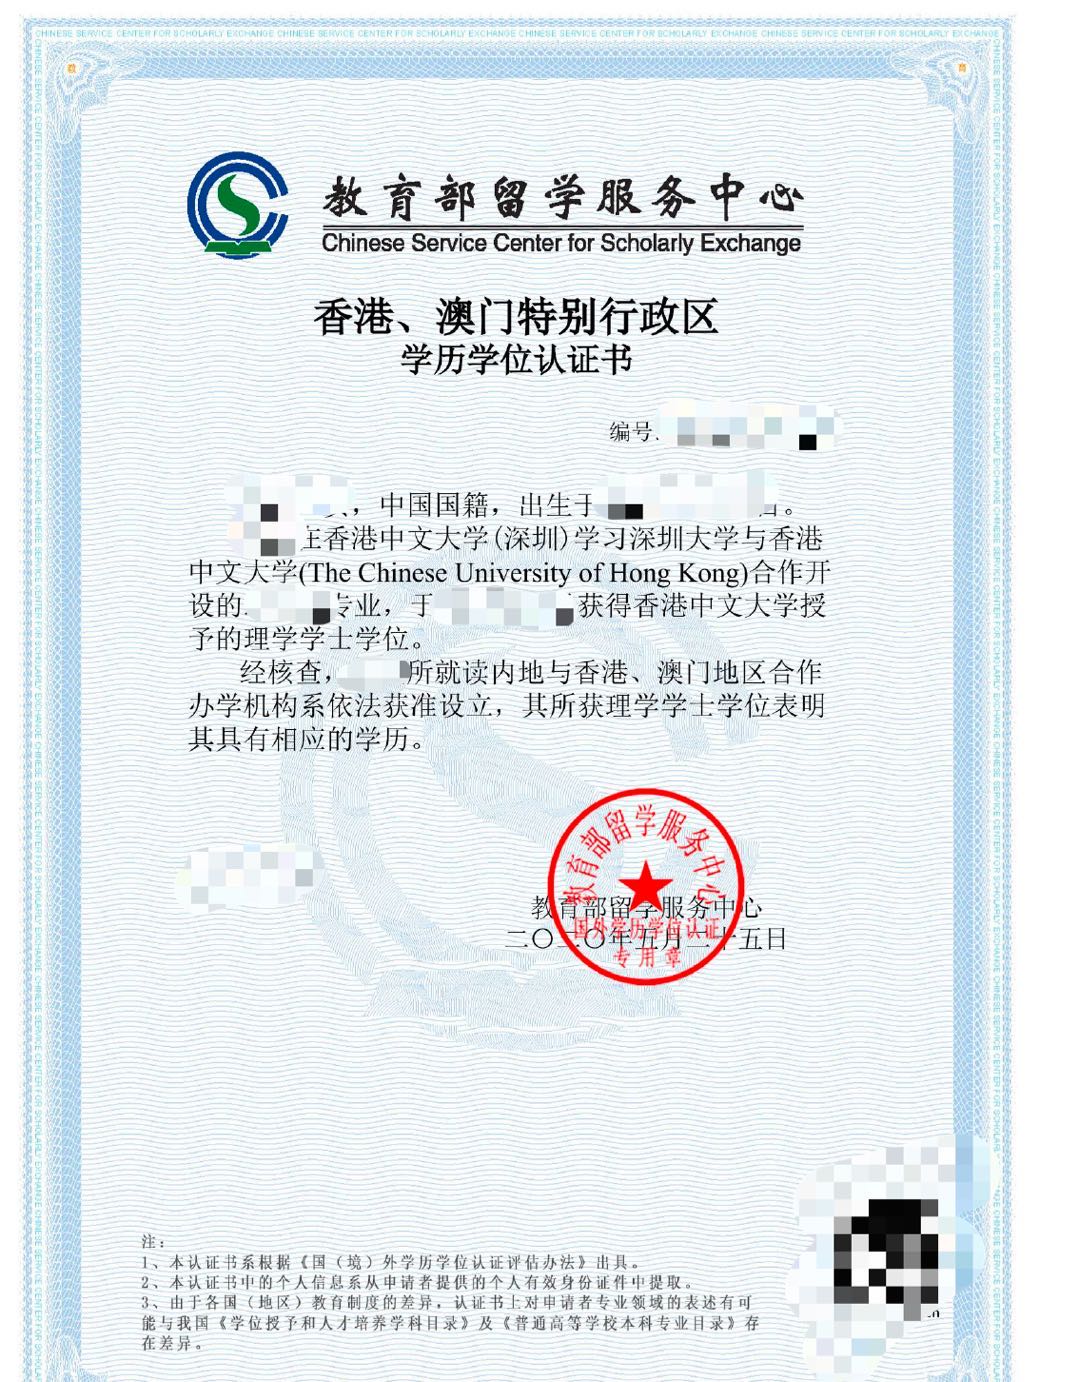 CHINESE SERVICE CENTER FOR SCHOLARLY EXCHANGE CHINESE SERVICE CENTER FOR SCHOLARLY EXCHANGE CHINESE SERVICE CENTER FOR SCHOLARLY EXCHANGE CHINESE SERVICE CENTER FOR SCHOLARLY EXCHANGE
教 育
教育部留学服务中心
Chinese Service Center for Scholarly Exchange
香港、澳门特别行政区
学历学位认证书
编号:
，中国国籍，出生于 。
在香港中文大学(深圳)学习深圳大学与香港
中文大学(The Chinese University of Hong Kong)合作开
设的 专业，于 获得香港中文大学授
予的理学学士学位。
经核查， 所就读内地与香港、澳门地区合作
办学机构系依法获准设立，其所获理学学士学位表明
其具有相应的学历。
教育部留学服务中心
国外学历学位认证
专用章
教育部留学服务中心
二〇二〇年五月二十五日
注：
1、本认证书系根据《国（境）外学历学位认证评估办法》出具。
2、本认证书中的个人信息系从申请者提供的个人有效身份证件中提取。
3、由于各国（地区）教育制度的差异，认证书上对申请者专业领域的表述有可
能与我国《学位授予和人才培养学科目录》及《普通高等学校本科专业目录》存
在差异。